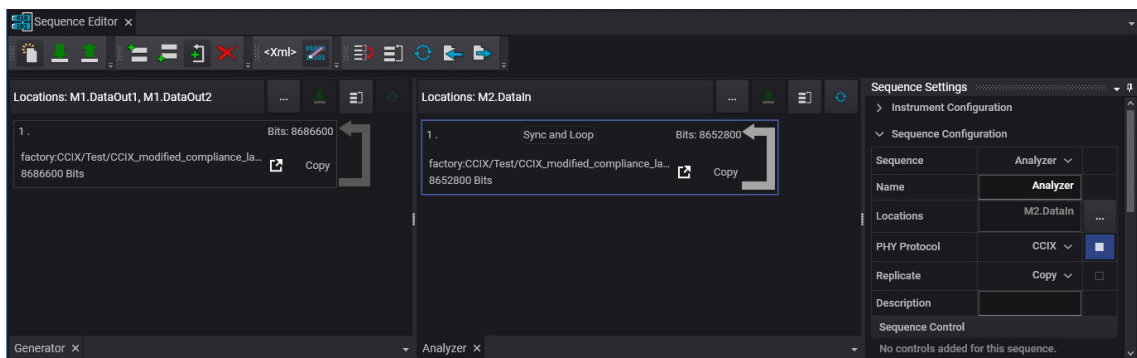 Sequence Editor
<Xml>
Locations: M1.DataOut1, M1.DataOut2
...
1 .
Bits: 8686600
factory:CCIX/Test/CCIX_modified_compliance_la...
Copy
8686600 Bits
Generator
Locations: M2.DataIn
...
1 .
Sync and Loop
Bits: 8652800
factory:CCIX/Test/CCIX_modified_compliance_la...
Copy
8652800 Bits
Analyzer
Sequence Settings
Instrument Configuration
Sequence Configuration
Sequence Analyzer
Name Analyzer
Locations M2.DataIn ...
PHY Protocol CCIX
Replicate Copy
Description
Sequence Control
No controls added for this sequence.